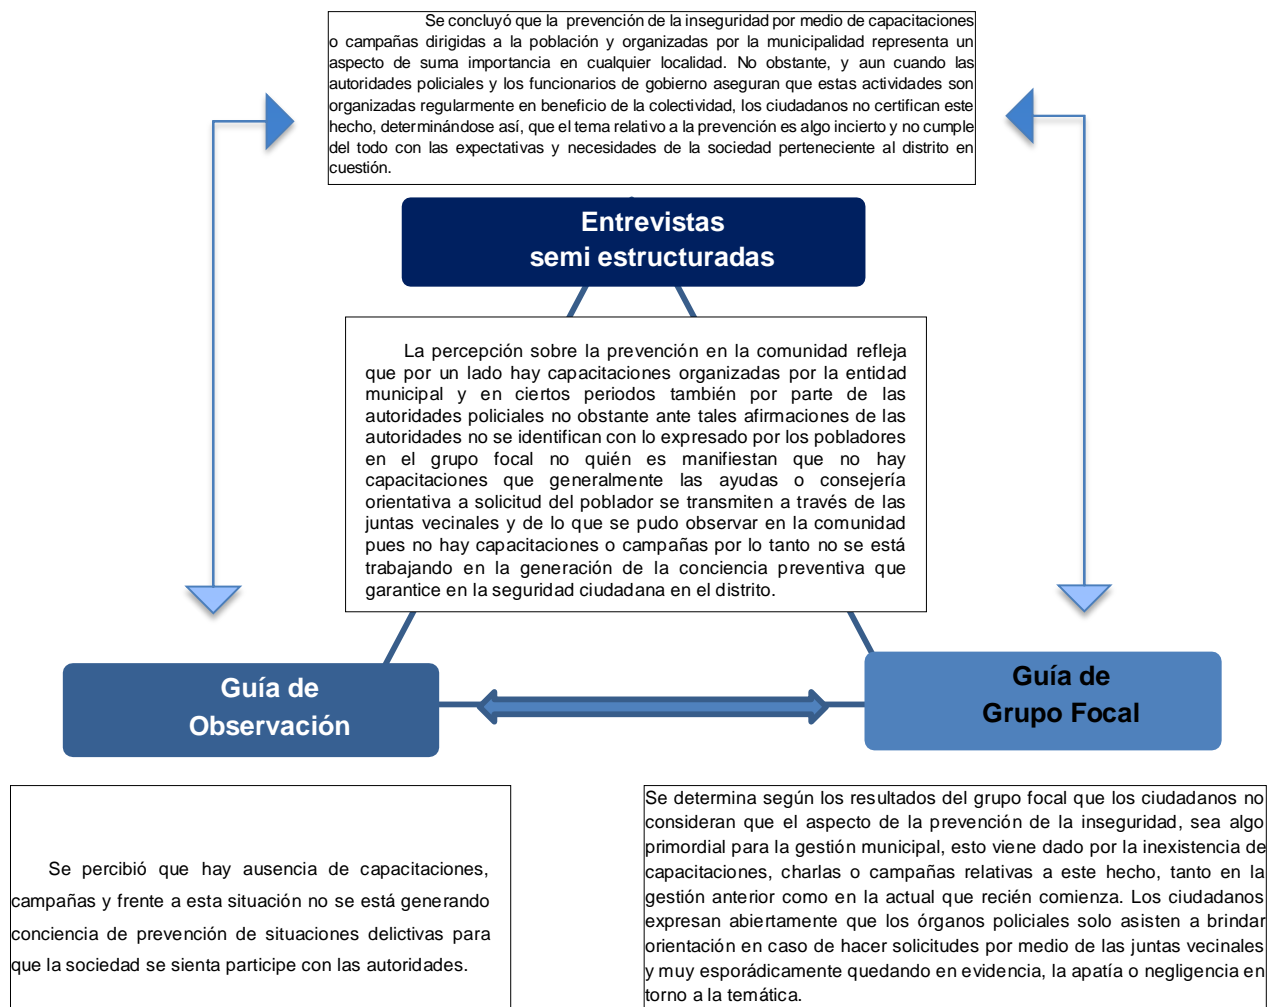 Se concluyó que la prevención de la inseguridad por medio de capacitaciones
o campañas dirigidas a la población y organizadas por la municipalidad representa un
aspecto de suma importancia en cualquier localidad. No obstante, y aun cuando las
autoridades policiales y los funcionarios de gobierno aseguran que estas actividades son
organizadas regularmente en beneficio de la colectividad, los ciudadanos no certifican este
hecho, determinándose así, que el tema relativo a la prevención es algo incierto y no cumple
del todo con las expectativas y necesidades de la sociedad perteneciente al distrito en
cuestión.
Entrevistas
semi estructuradas
La percepción sobre la prevención en la comunidad refleja
que por un lado hay capacitaciones organizadas por la entidad
municipal y en ciertos periodos también por parte de las
autoridades policiales no obstante ante tales afirmaciones de las
autoridades no se identifican con lo expresado por los pobladores
en el grupo focal no quién es manifiestan que no hay
capacitaciones que generalmente las ayudas o consejería
orientativa a solicitud del poblador se transmiten a través de las
juntas vecinales y de lo que se pudo observar en la comunidad
pues no hay capacitaciones o campañas por lo tanto no se está
trabajando en la generación de la conciencia preventiva que
garantice en la seguridad ciudadana en el distrito.
Guía de
Observación
Guía de
Grupo Focal
Se percibió que hay ausencia de capacitaciones,
campañas y frente a esta situación no se está generando
conciencia de prevención de situaciones delictivas para
que la sociedad se sienta participe con las autoridades.
Se determina según los resultados del grupo focal que los ciudadanos no
consideran que el aspecto de la prevención de la inseguridad, sea algo
primordial para la gestión municipal, esto viene dado por la inexistencia de
capacitaciones, charlas o campañas relativas a este hecho, tanto en la
gestión anterior como en la actual que recién comienza. Los ciudadanos
expresan abiertamente que los órganos policiales solo asisten a brindar
orientación en caso de hacer solicitudes por medio de las juntas vecinales
y muy esporádicamente quedando en evidencia, la apatía o negligencia en
torno a la temática.